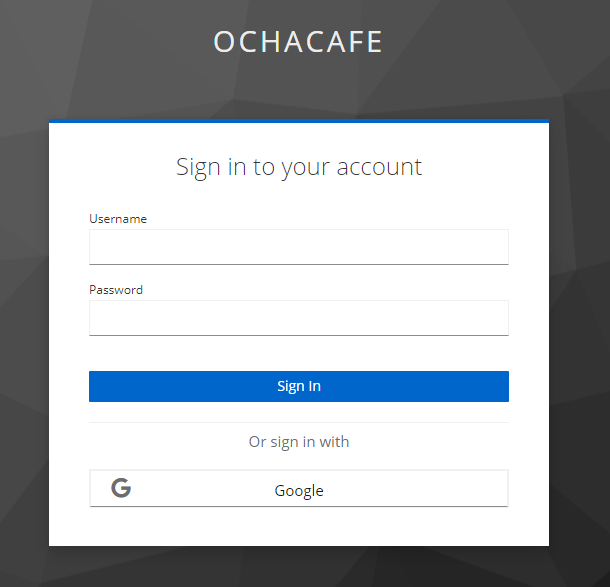 OCHACAFE
Sign in to your account
Username
Password
Sign In
Or sign in with
G Google